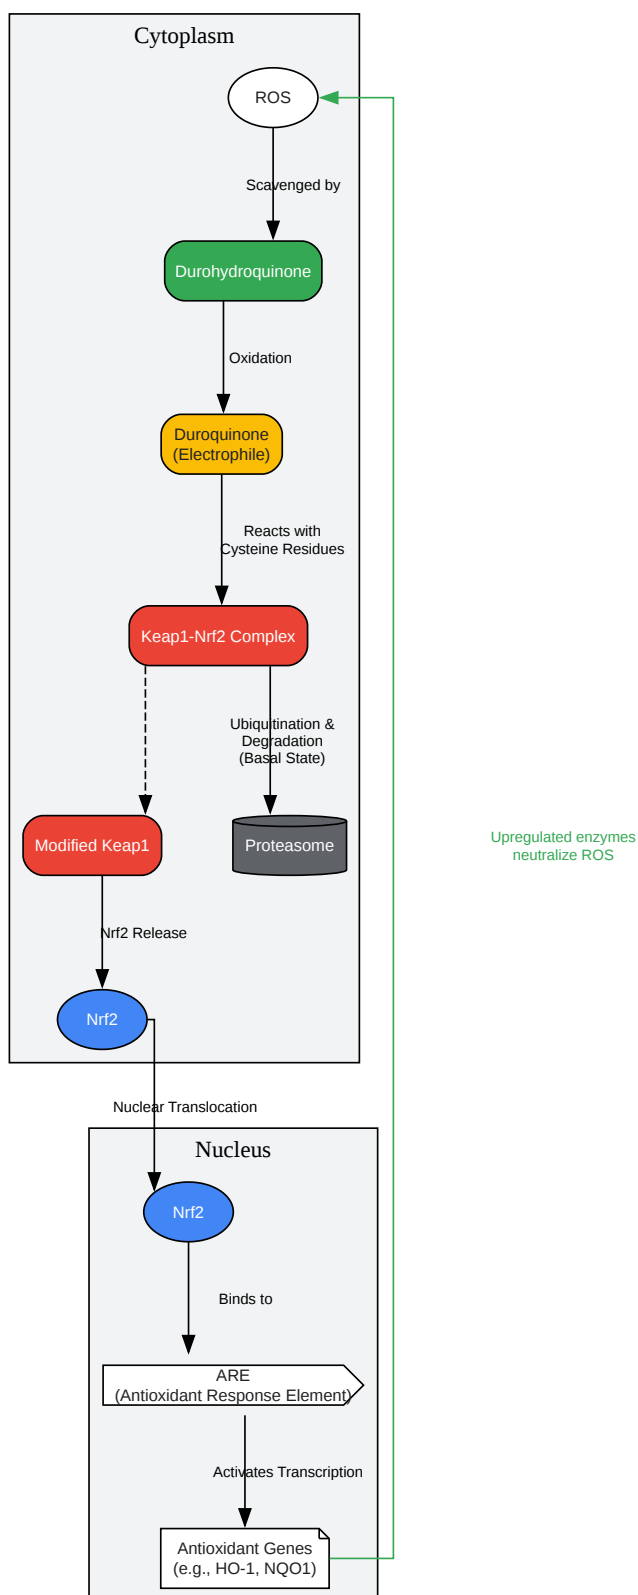 Cytoplasm
ROS
Scavenged by
Durohydroquinone
Oxidation
Duroquinone
(Electrophile)
Reacts with
Cysteine Residues
Keap1-Nrf2 Complex
Ubiquitination &
Degradation
(Basal State)
Modified Keap1
Proteasome
Upregulated enzymes
neutralize ROS
Nrf2 Release
Nrf2
Nuclear Translocation
Nucleus
Nrf2
Binds to
ARE
(Antioxidant Response Element)
Activates Transcription
Antioxidant Genes
(e.g., HO-1, NQO1)